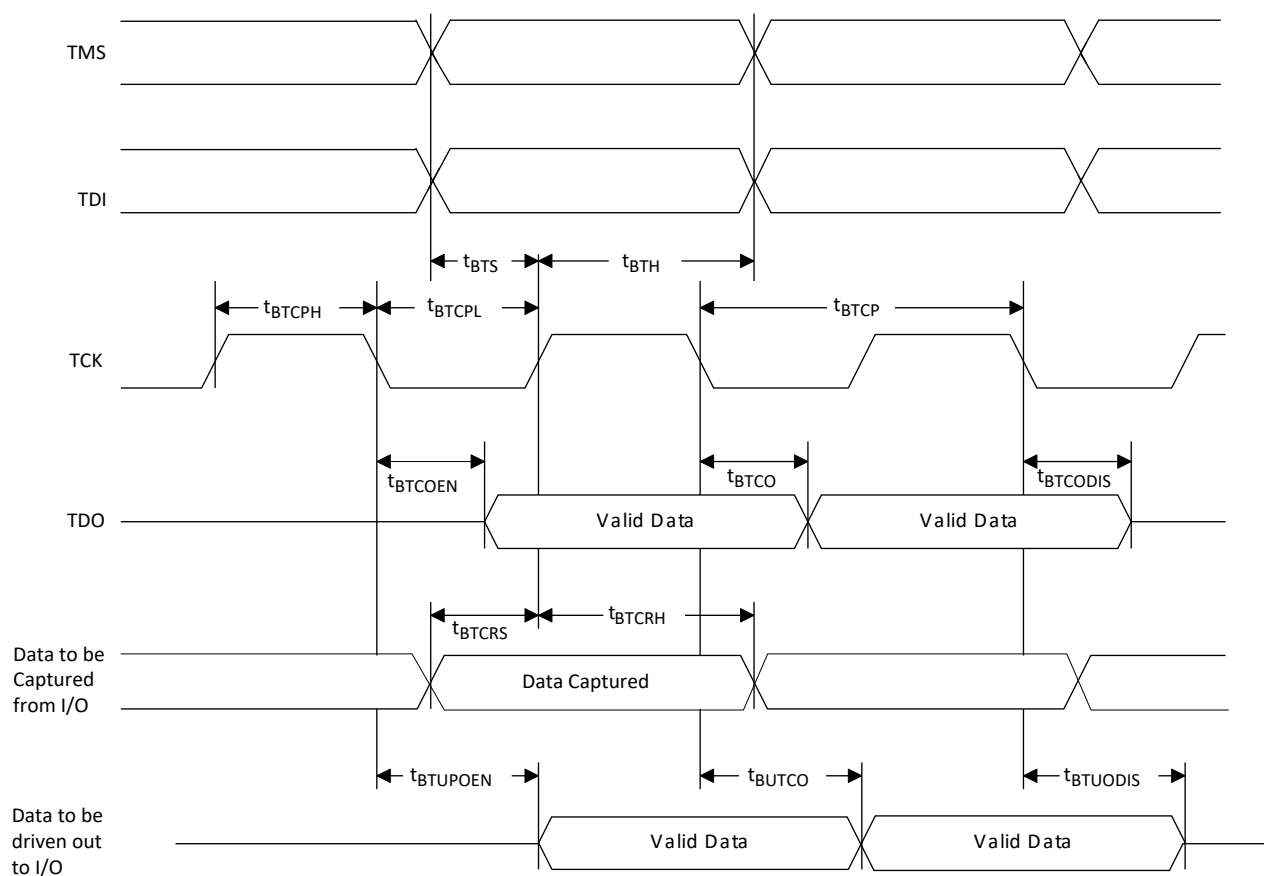 TMS
TDI
tBTS
tBTH
tBTCPH
tBTCPL
tBTCP
TCK
tBTCOEN
tBTCO
tBTCODIS
TDO
Valid Data
Valid Data
tBTCRS
tBTCRH
Data to be
Captured
from I/O
Data Captured
tBTUPOEN
tBUTCO
tBTUODIS
Data to be
driven out
to I/O
Valid Data
Valid Data